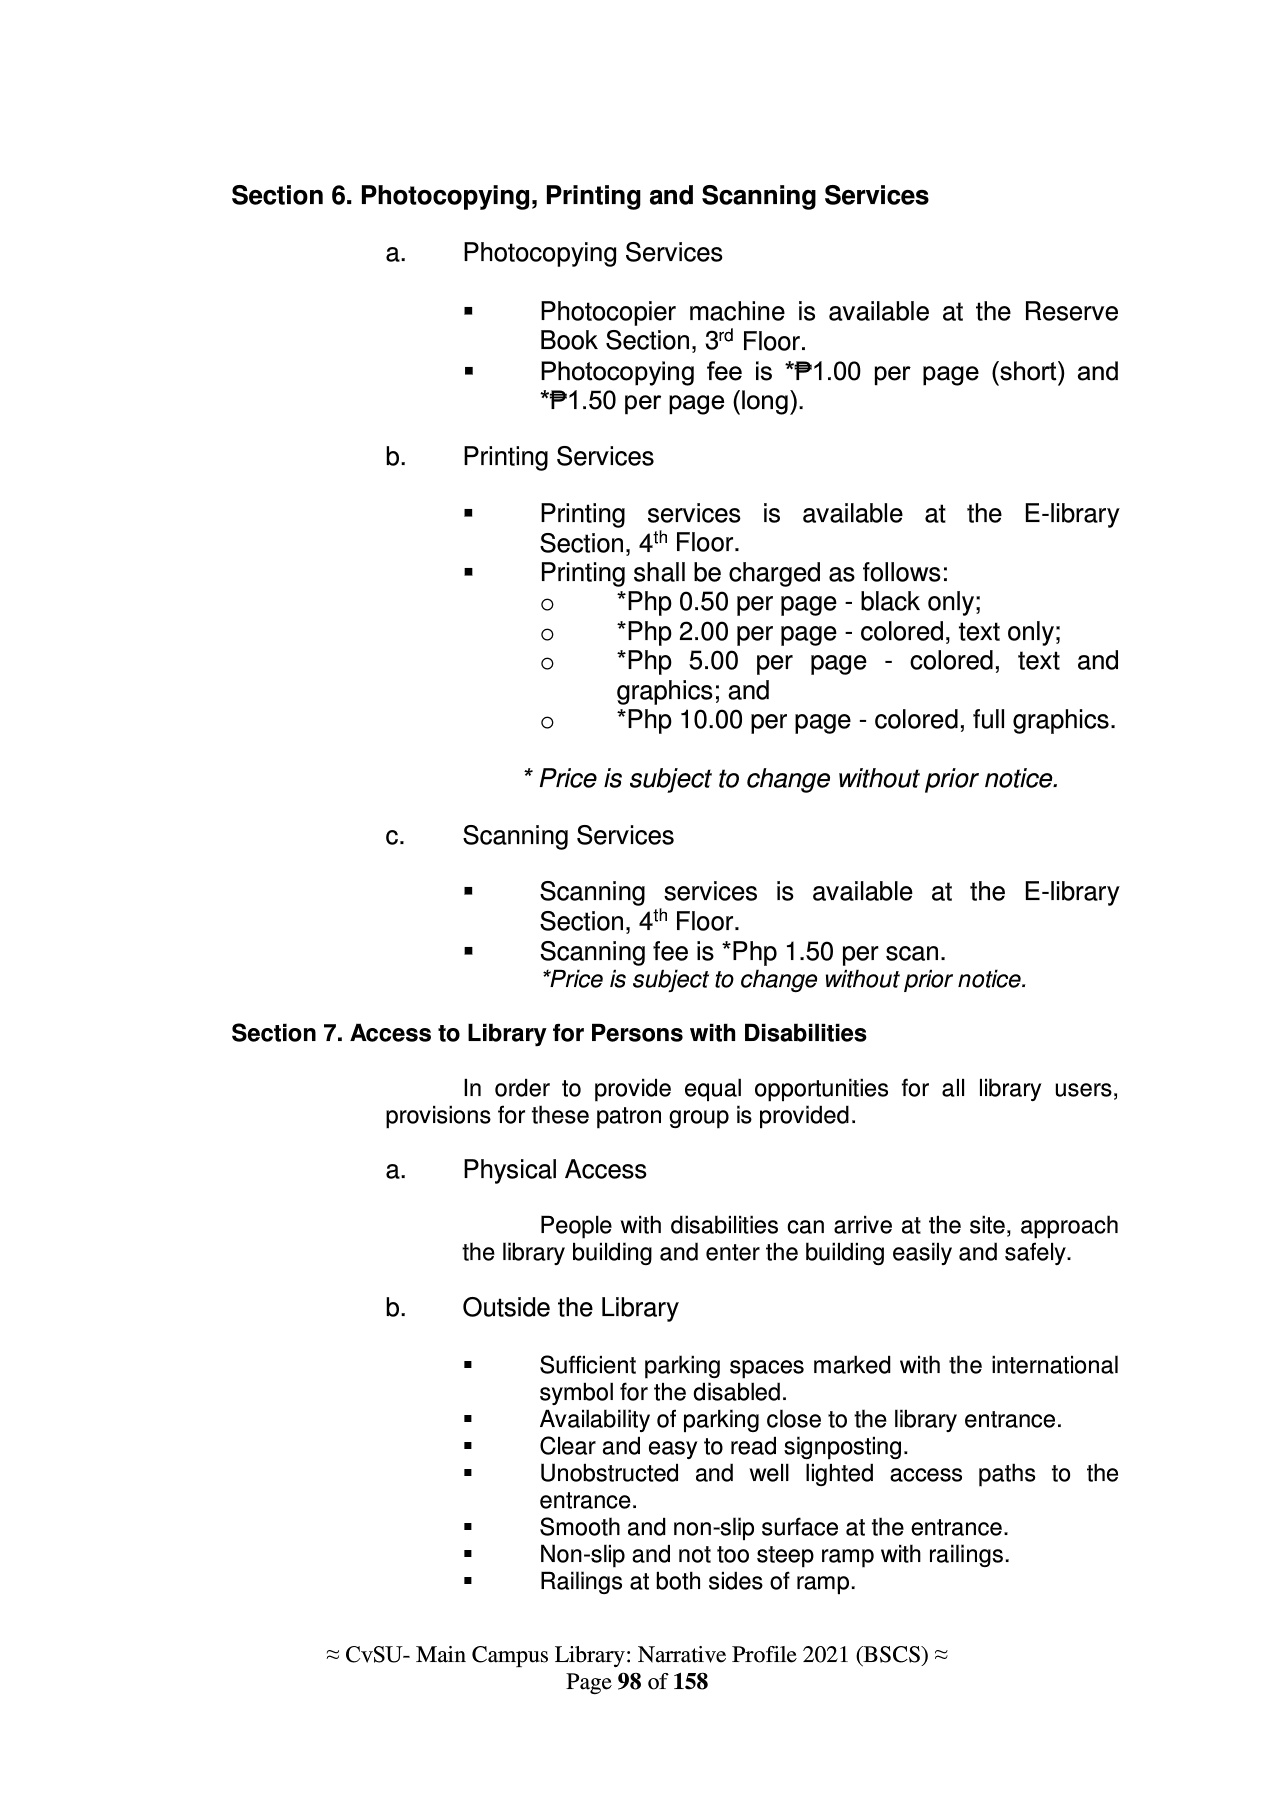 Section 6. Photocopying, Printing and Scanning Services
a. Photocopying Services
▪ Photocopier machine is available at the Reserve
Book Section, 3rd Floor.
▪ Photocopying fee is *₱1.00 per page (short) and
*₱1.50 per page (long).
b. Printing Services
▪ Printing services is available at the E-library
Section, 4th Floor.
▪ Printing shall be charged as follows:
o *Php 0.50 per page - black only;
o *Php 2.00 per page - colored, text only;
o *Php 5.00 per page - colored, text and
graphics; and
o *Php 10.00 per page - colored, full graphics.
* Price is subject to change without prior notice.
c. Scanning Services
▪ Scanning services is available at the E-library
Section, 4th Floor.
▪ Scanning fee is *Php 1.50 per scan.
*Price is subject to change without prior notice.
Section 7. Access to Library for Persons with Disabilities
In order to provide equal opportunities for all library users,
provisions for these patron group is provided.
a. Physical Access
People with disabilities can arrive at the site, approach
the library building and enter the building easily and safely.
b. Outside the Library
▪ Sufficient parking spaces marked with the international
symbol for the disabled.
▪ Availability of parking close to the library entrance.
▪ Clear and easy to read signposting.
▪ Unobstructed and well lighted access paths to the
entrance.
▪ Smooth and non-slip surface at the entrance.
▪ Non-slip and not too steep ramp with railings.
▪ Railings at both sides of ramp.
≈ CvSU- Main Campus Library: Narrative Profile 2021 (BSCS) ≈
Page 98 of 158